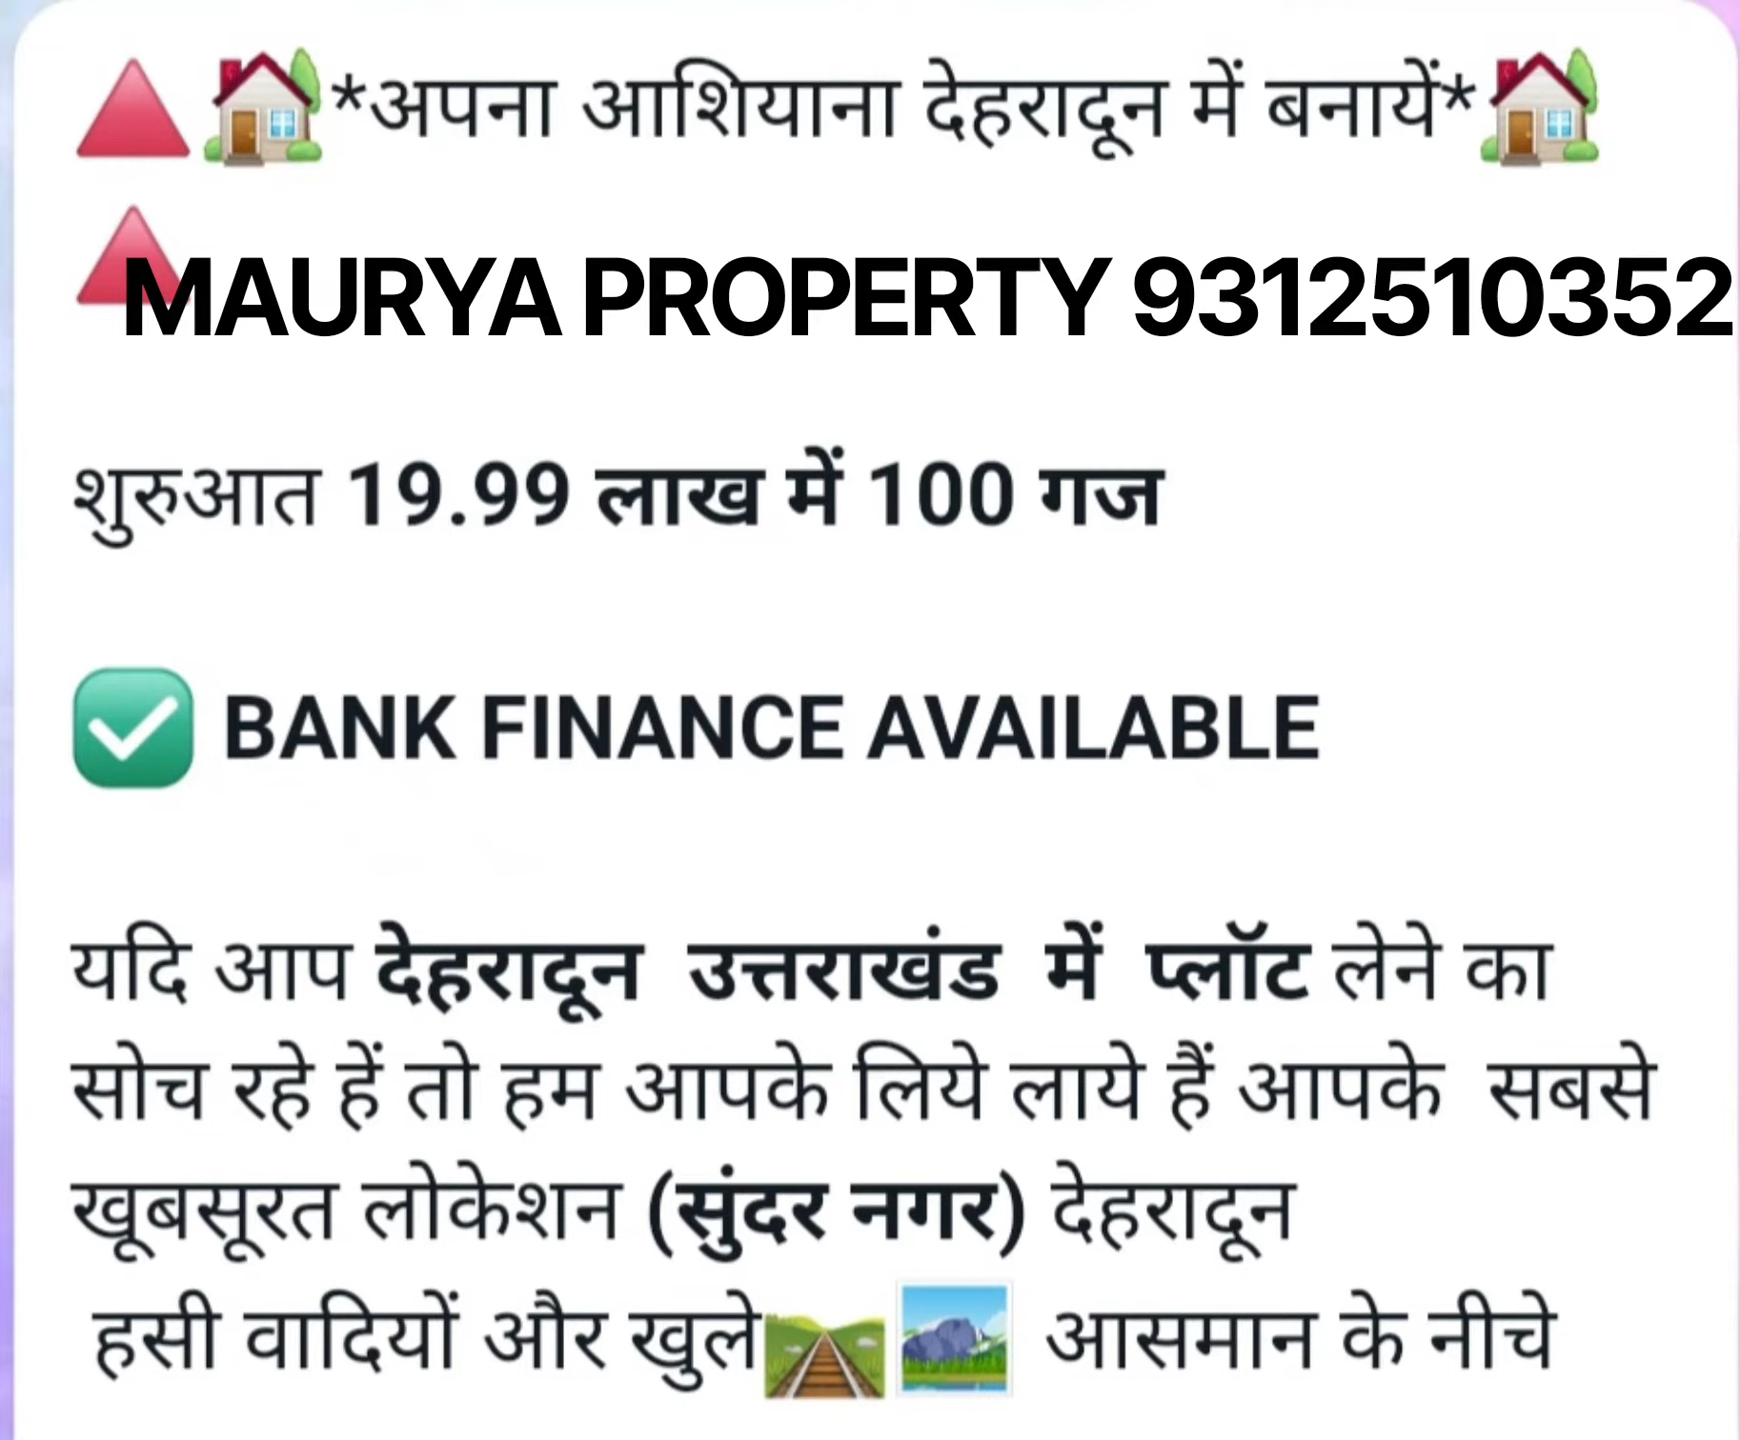 🔺🏡*अपना आशियाना देहरादून में बनायें*🏡
🔺MAURYA PROPERTY 9312510352
शुरुआत 19.99 लाख में 100 गज
✅ BANK FINANCE AVAILABLE
यदि आप देहरादून उत्तराखंड में प्लॉट लेने का
सोच रहे हें तो हम आपके लिये लाये हैं आपके सबसे
खूबसूरत लोकेशन (सुंदर नगर) देहरादून
हसी वादियों और खुले🛤️🏞️ आसमान के नीचे